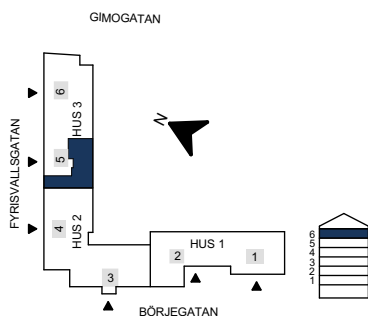 GIMOGATAN
FYRISVALLSGATAN
6
HUS 3
5
4
HUS 2
3
N
HUS 1
2
1
BÖRJEGATAN
6
5
4
3
2
1